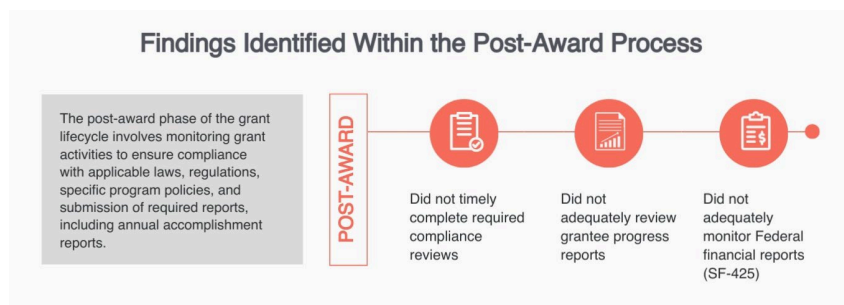 Findings Identified Within the Post-Award Process
The post-award phase of the grant
lifecycle involves monitoring grant
activities to ensure compliance
with applicable laws, regulations,
specific program policies, and
submission of required reports,
including annual accomplishment
reports.
POST-AWARD
Did not timely
complete required
compliance
reviews
Did not
adequately review
grantee progress
reports
$
Did not
adequately
monitor Federal
financial reports
(SF-425)